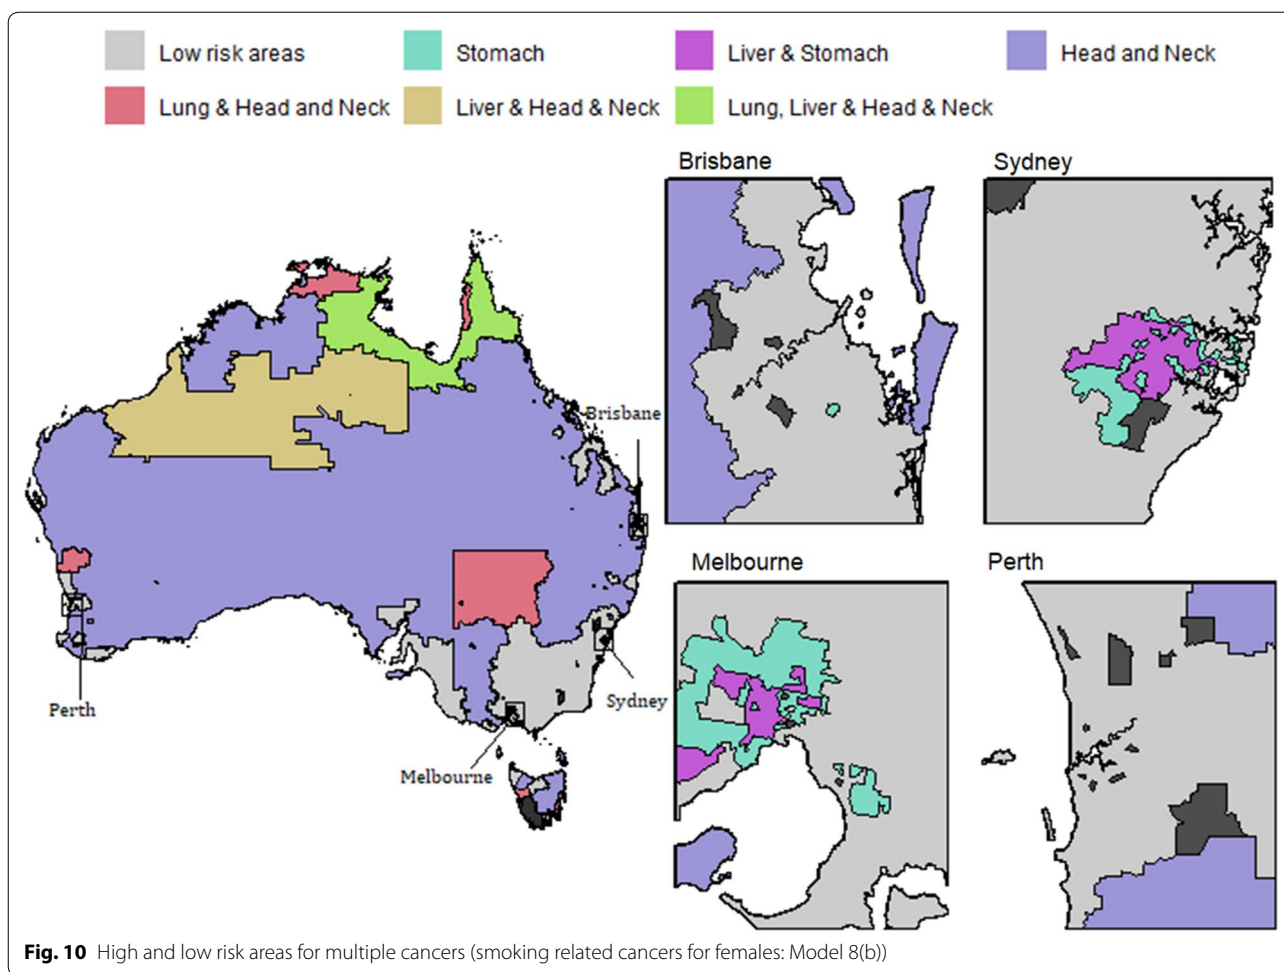 Low risk areas
Stomach
Liver & Stomach
Head and Neck
Lung & Head and Neck
Liver & Head & Neck
Lung, Liver & Head & Neck
Brisbane
Sydney
Brisbane
Perth
Sydney
Melbourne
Melbourne
Perth
Fig. 10 High and low risk areas for multiple cancers (smoking related cancers for females: Model 8(b))